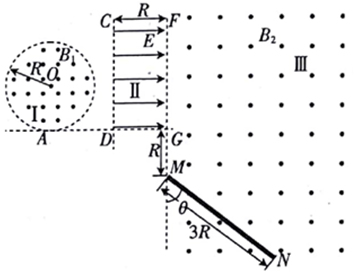 C R F
E B₂
B₁ Ⅲ
R O
Ⅰ Ⅱ
A D G
R
M
θ
3R
N